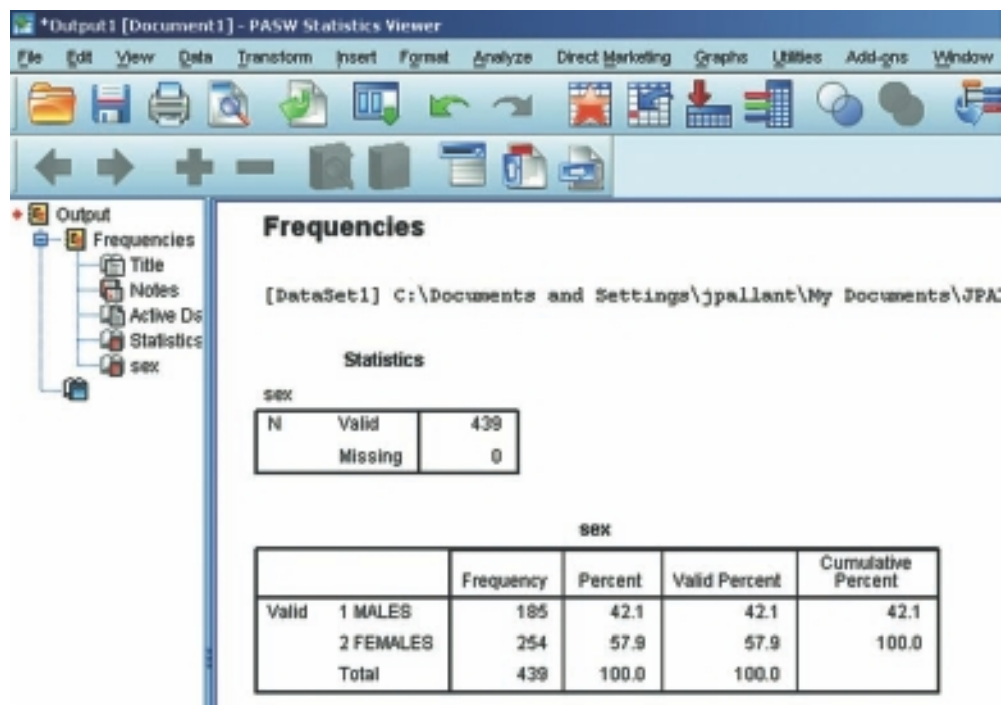 *Output1 [Document1] - PASW Statistics Viewer
File Edit View Data Transform Insert Format Analyze Direct Marketing Graphs Utilities Add-ons Window
Output
Frequencies
Title
Notes
Active Da
Statistics
sex
Frequencies
[DataSet1] C:\Documents and Settings\jpallant\My Documents\JPA
Statistics
sex
N Valid 439
Missing 0
sex
Frequency Percent Valid Percent Cumulative Percent
Valid 1 MALES 185 42.1 42.1 42.1
2 FEMALES 254 57.9 57.9 100.0
Total 439 100.0 100.0